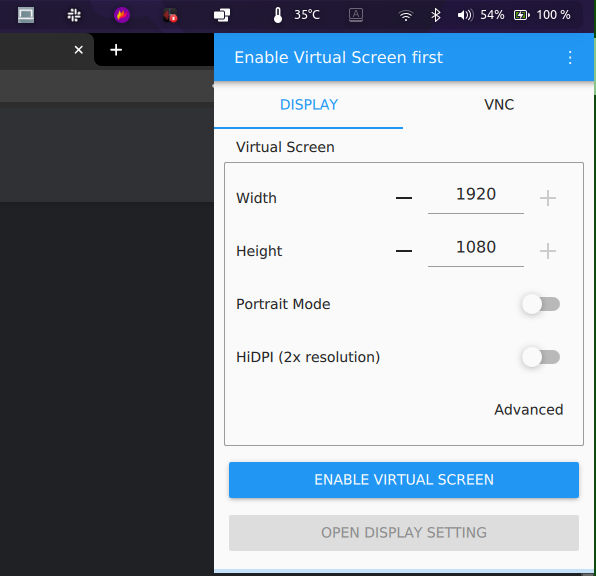 35°C
A
54%
100 %
Enable Virtual Screen first
DISPLAY
VNC
Virtual Screen
Width
1920
Height
1080
Portrait Mode
HiDPI (2x resolution)
Advanced
ENABLE VIRTUAL SCREEN
OPEN DISPLAY SETTING